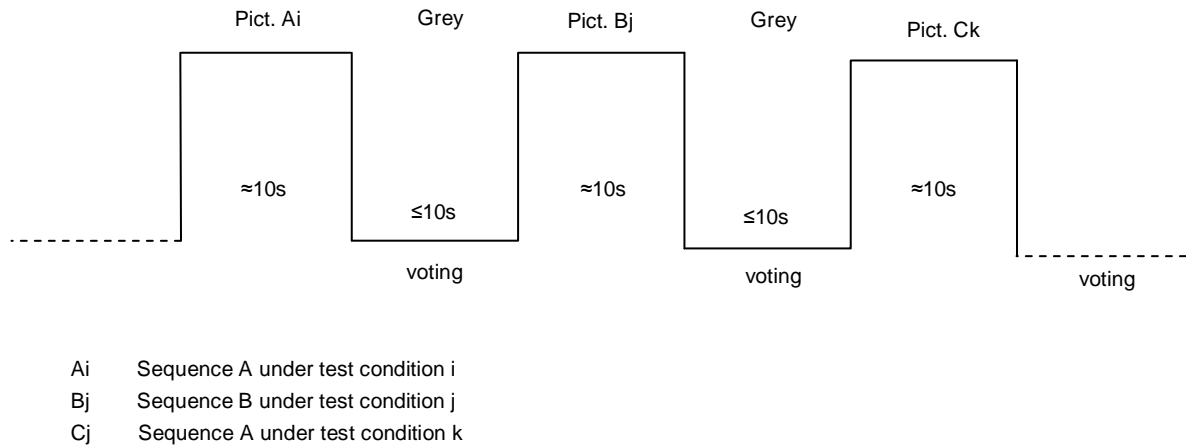 Pict. Ai Grey Pict. Bj Grey Pict. Ck
≈10s ≤10s ≈10s ≤10s ≈10s
voting voting voting
Ai Sequence A under test condition i
Bj Sequence B under test condition j
Cj Sequence A under test condition k